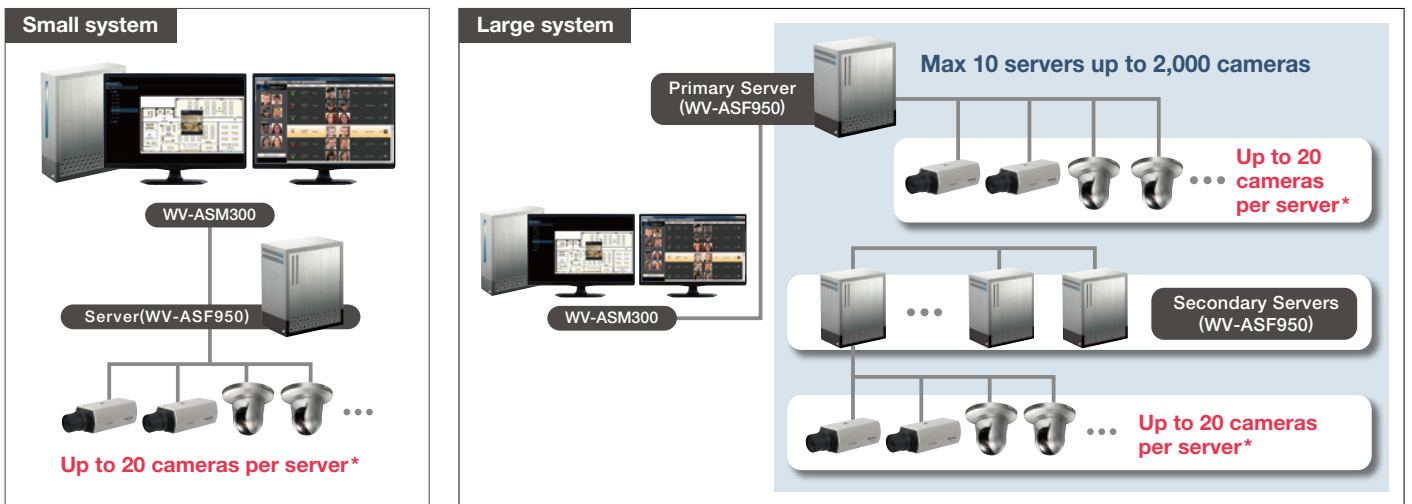 Small system
WV-ASM300
Server(WV-ASF950)
Up to 20 cameras per server*
Large system
Max 10 servers up to 2,000 cameras
Primary Server
(WV-ASF950)
Up to 20
cameras
per server*
WV-ASM300
Secondary Servers
(WV-ASF950)
Up to 20 cameras
per server*